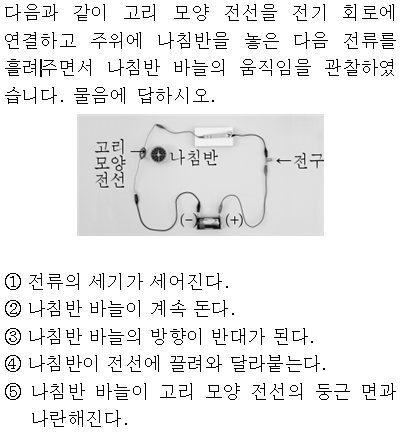 다음과 같이 고리 모양 전선을 전기 회로에
연결하고 주위에 나침반을 놓은 다음 전류를
흘려주면서 나침반 바늘의 움직임을 관찰하였
습니다. 물음에 답하시오.
고리
모양
전선
나침반
전구
(-) (+)
① 전류의 세기가 세어진다.
② 나침반 바늘이 계속 돈다.
③ 나침반 바늘의 방향이 반대가 된다.
④ 나침반이 전선에 끌려와 달라붙는다.
⑤ 나침반 바늘이 고리 모양 전선의 둥근 면과
나란해진다.